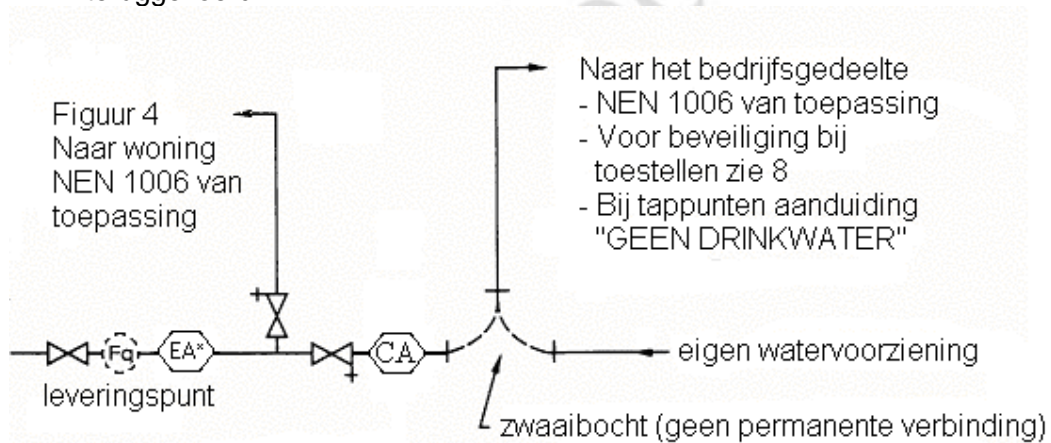 Figuur 4
Naar woning
NEN 1006 van
toepassing
Naar het bedrijfsgedeelte
- NEN 1006 van toepassing
- Voor beveiliging bij
toestellen zie 8
- Bij tappunten aanduiding
"GEEN DRINKWATER"
Fq
EA*
CA
eigen watervoorziening
leveringspunt
zwaaibocht (geen permanente verbinding)